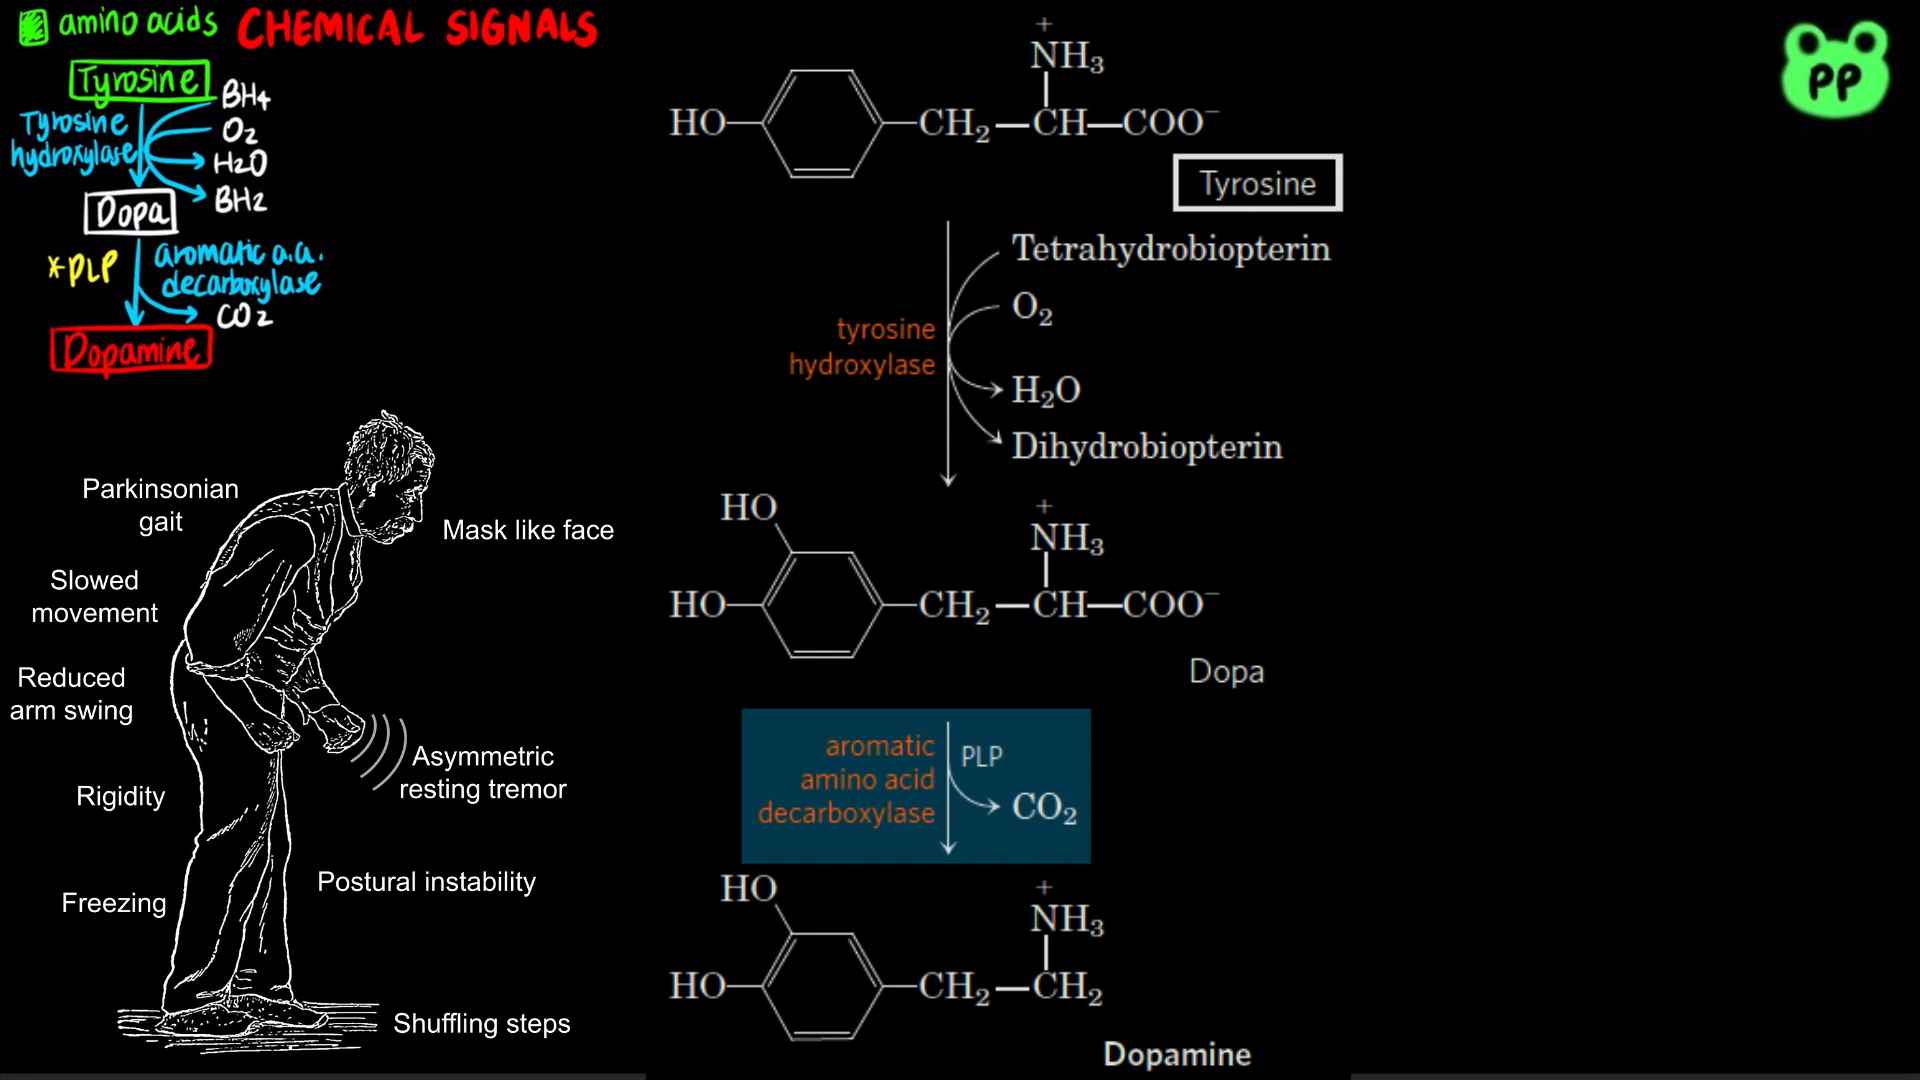 amino acids CHEMICAL SIGNALS
Tyrosine
BH4
Tyrosine
hydroxylase
O2
H2O
BH2
Dopa
*PLP
aromatic a.a.
decarboxylase
CO2
Dopamine
Parkinsonian
gait
Mask like face
Slowed
movement
Reduced
arm swing
Asymmetric
resting tremor
Rigidity
Postural instability
Freezing
Shuffling steps
+
NH₃
HO CH₂—CH—COO⁻
Tyrosine
Tetrahydrobiopterin
O₂
tyrosine
hydroxylase
H₂O
Dihydrobiopterin
HO
+
NH₃
HO CH₂—CH—COO⁻
Dopa
aromatic
amino acid
decarboxylase
PLP
CO₂
HO
+
NH₃
HO CH₂—CH₂
Dopamine
PP